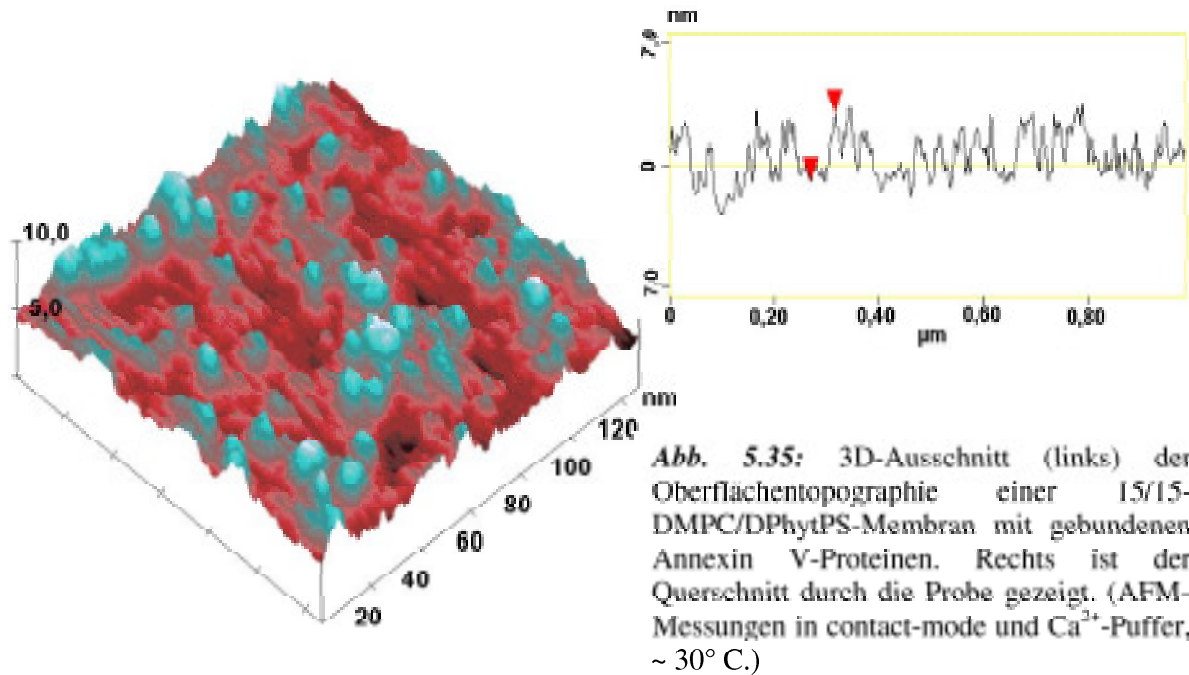 nm
7,0
0
7,0
0 0,20 0,40 0,60 0,80
µm
10,0
5,0
nm
120
100
80
60
40
20
Abb. 5.35: 3D-Ausschnitt (links) der
Oberflächentopographie einer 15/15-
DMPC/DPhytPS-Membran mit gebundenen
Annexin V-Proteinen. Rechts ist der
Querschnitt durch die Probe gezeigt. (AFM-
Messungen in contact-mode und Ca²⁺-Puffer,
~ 30° C.)